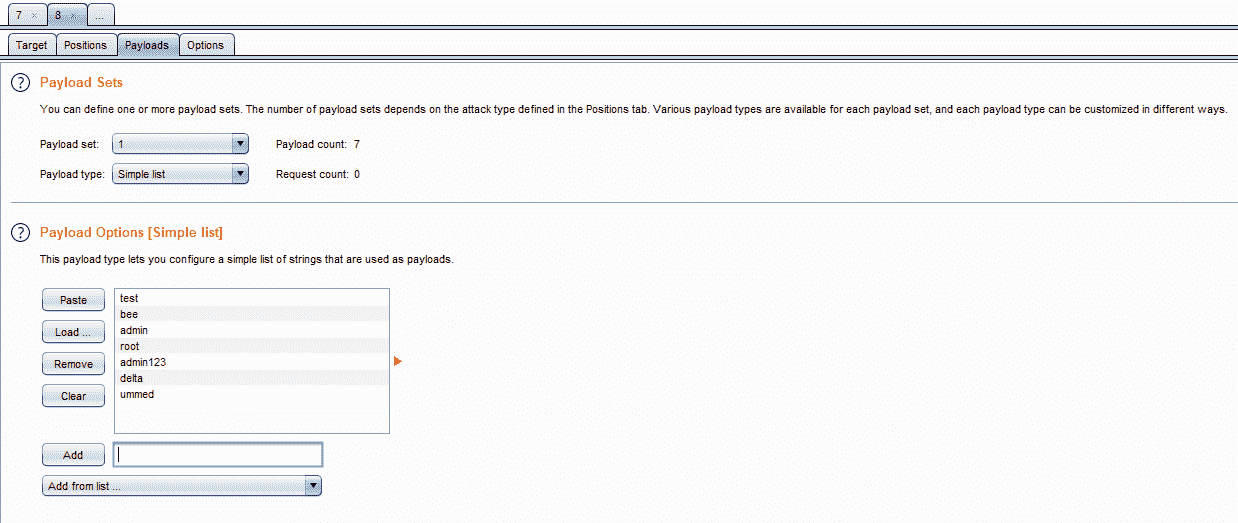 7 × 8 × ...
Target Positions Payloads Options
? Payload Sets
You can define one or more payload sets. The number of payload sets depends on the attack type defined in the Positions tab. Various payload types are available for each payload set, and each payload type can be customized in different ways.
Payload set: 1 Payload count: 7
Payload type: Simple list Request count: 0
? Payload Options [Simple list]
This payload type lets you configure a simple list of strings that are used as payloads.
Paste test
bee
Load ... admin
root
Remove admin123
delta
Clear ummed
Add
Add from list ...